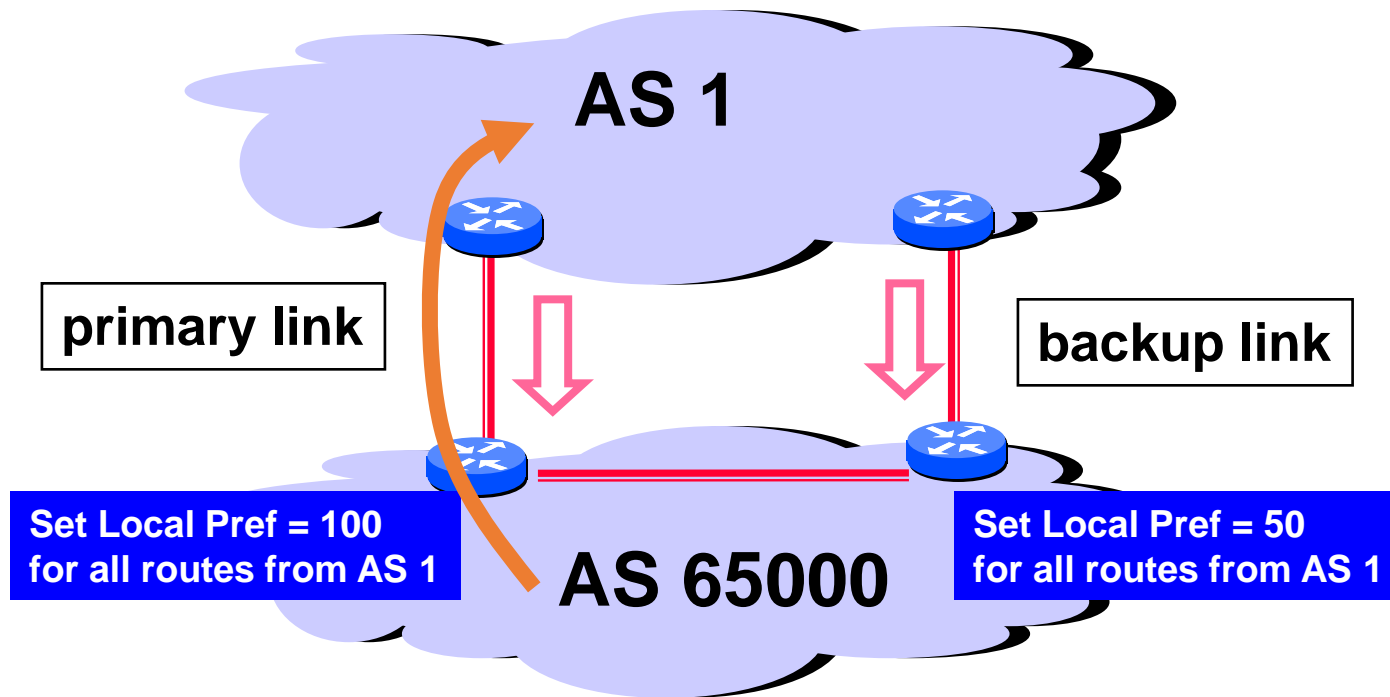 AS 1
primary link
backup link
Set Local Pref = 100
for all routes from AS 1
AS 65000
Set Local Pref = 50
for all routes from AS 1